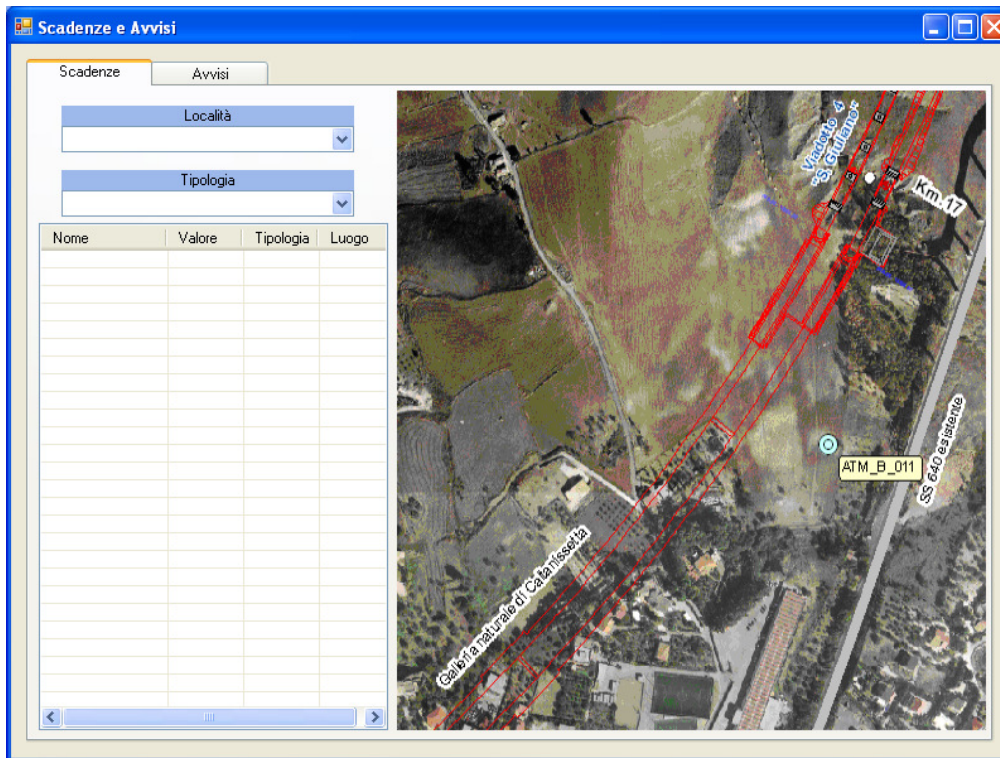 Scadenze e Avvisi
Scadenze
Avvisi
Località
Tipologia
Nome
Valore
Tipologia
Luogo
Viadotto 4
"S. Giuliano"
Km. 17
ATM_B_011
SS 640 esistente
Galleria naturale di Caltanissetta